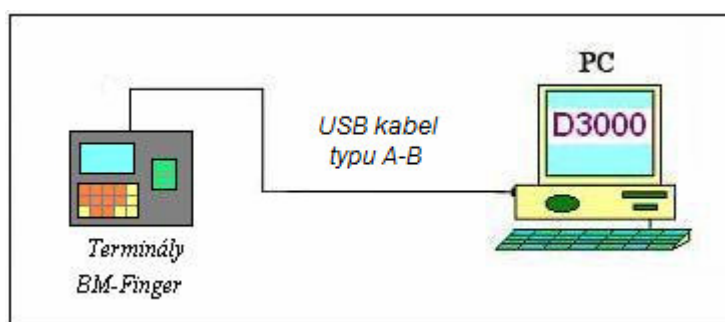 PC
D3000
USB kabel
typu A-B
Terminály
BM-Finger